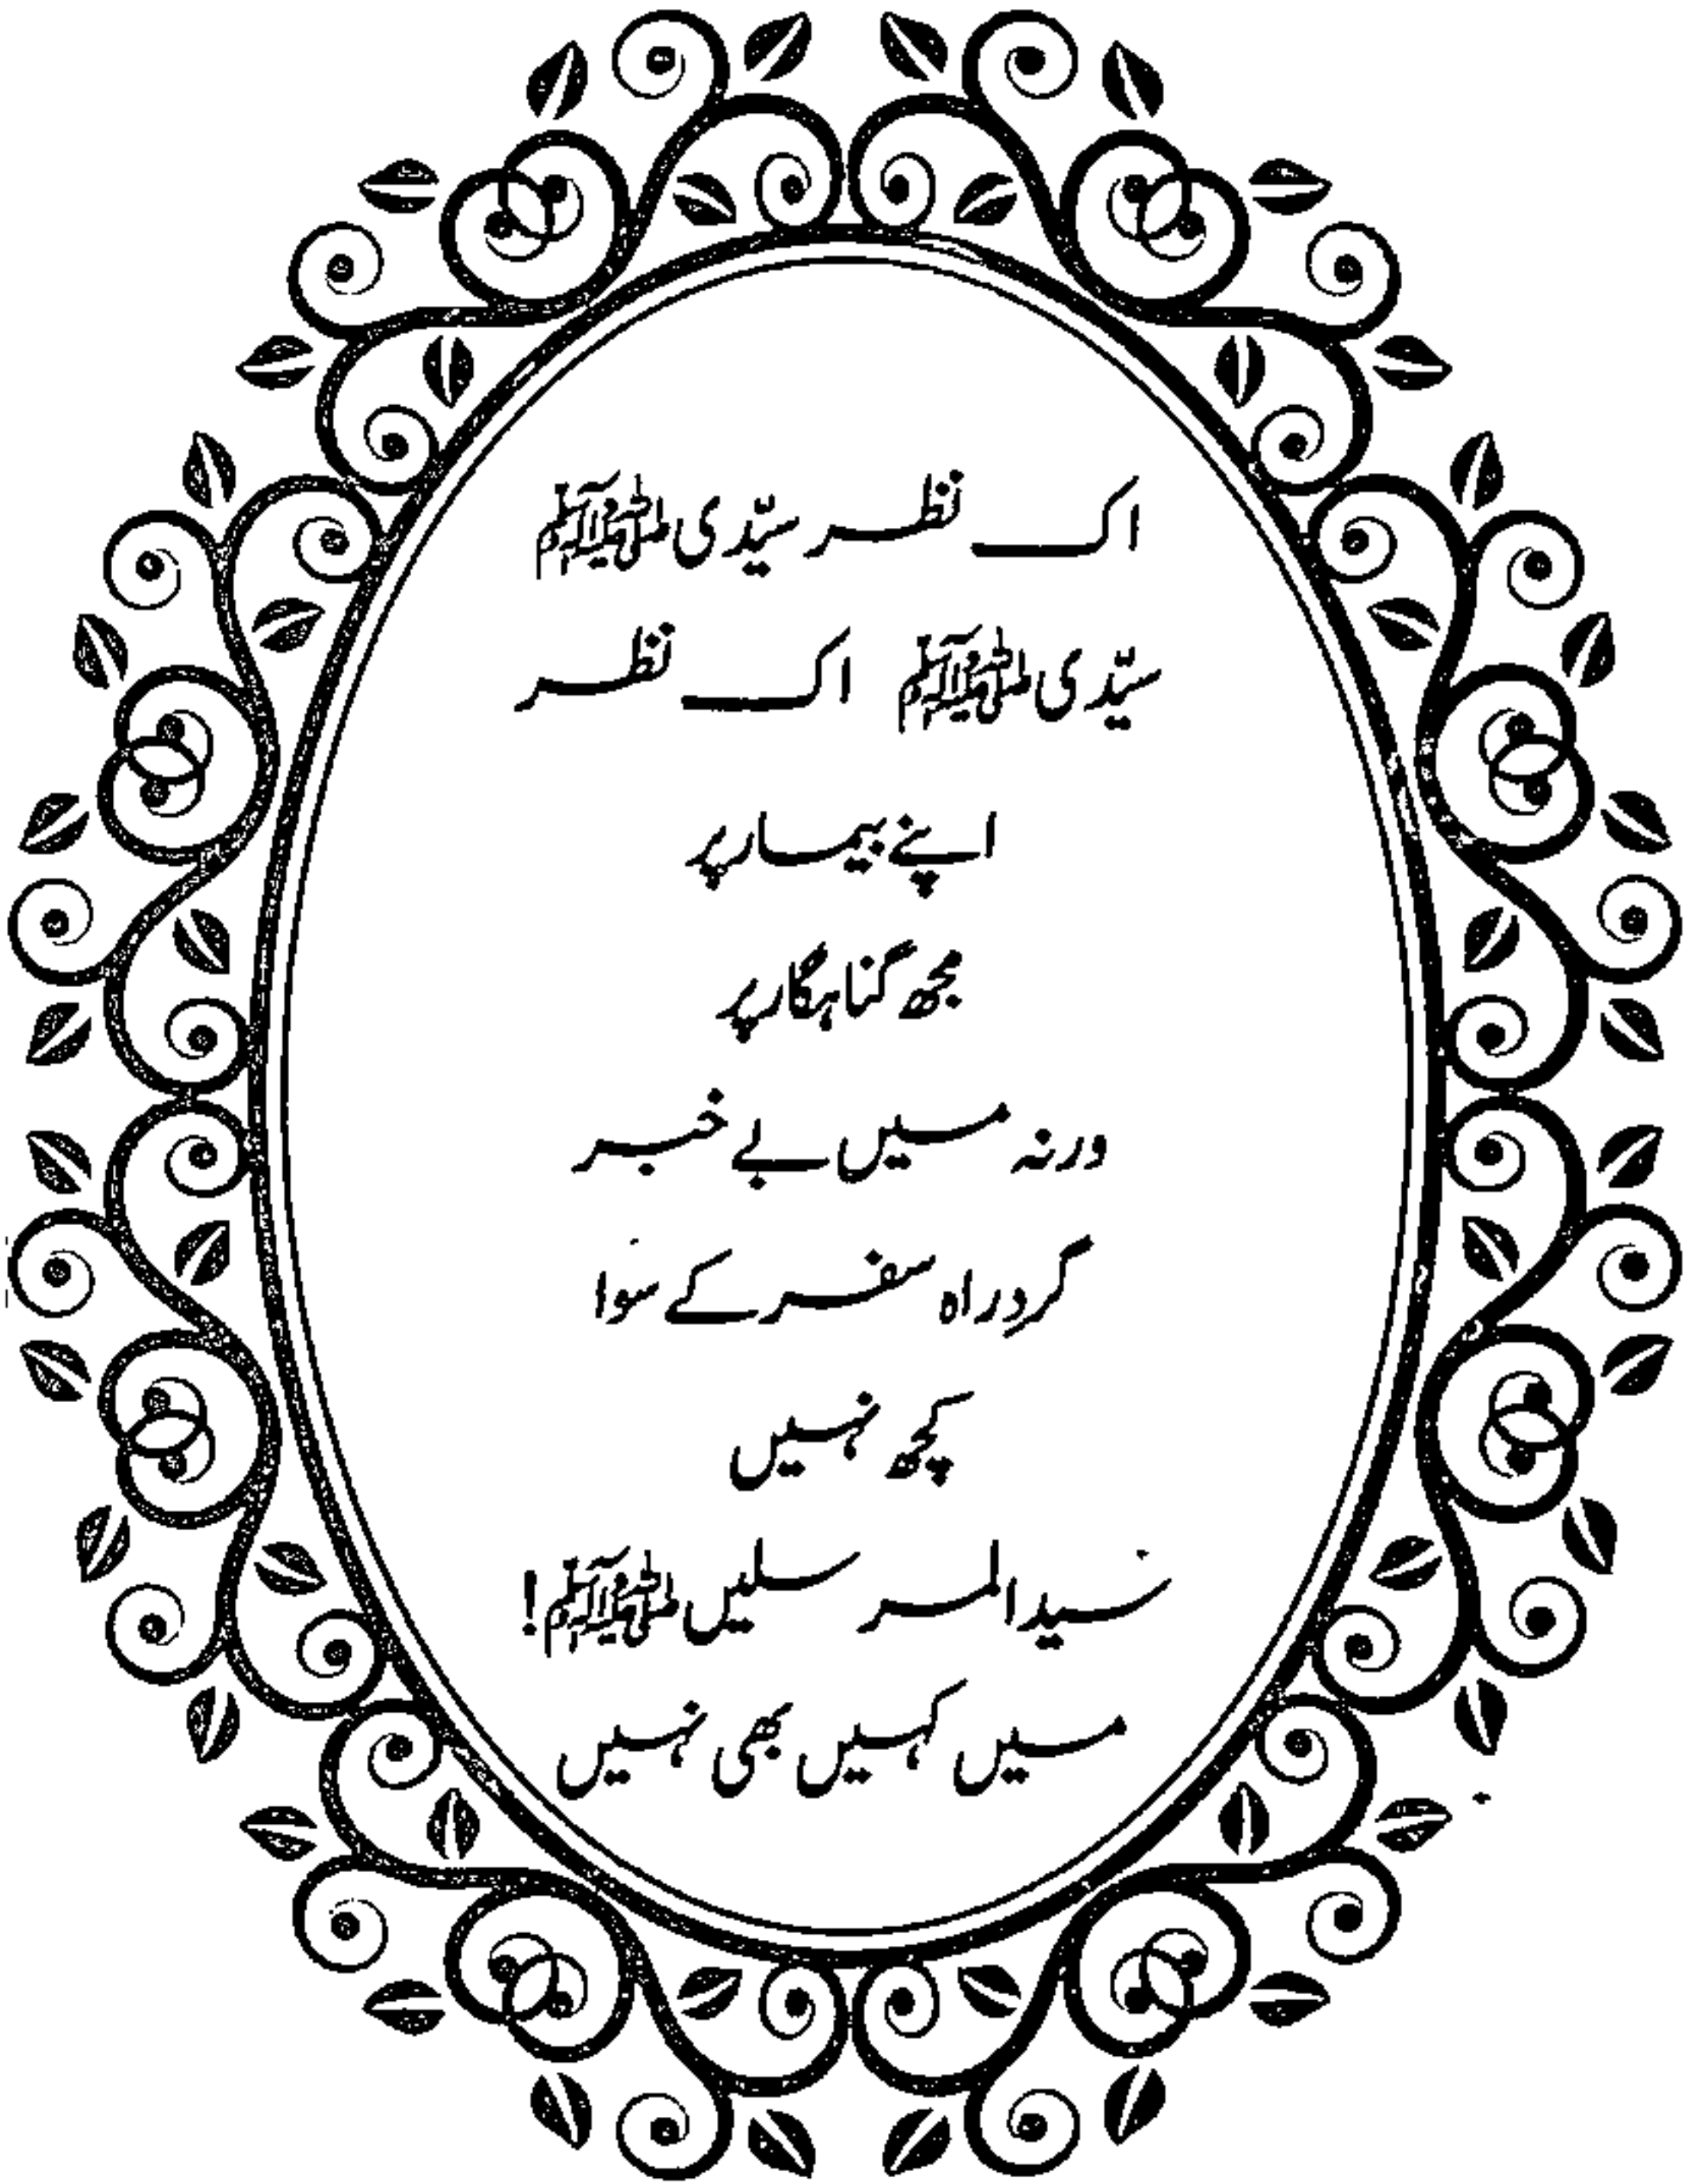 اک نظر سیّدی ﷺ
سیّدی ﷺ اک نظر
اپنے بیمار پر
مجھ گناہگار پر
ورنہ میں بے خبر
گردِ راہ سفر کے سوا
کچھ نہیں
سید المرسلیں ﷺ!
میں کہیں بھی نہیں